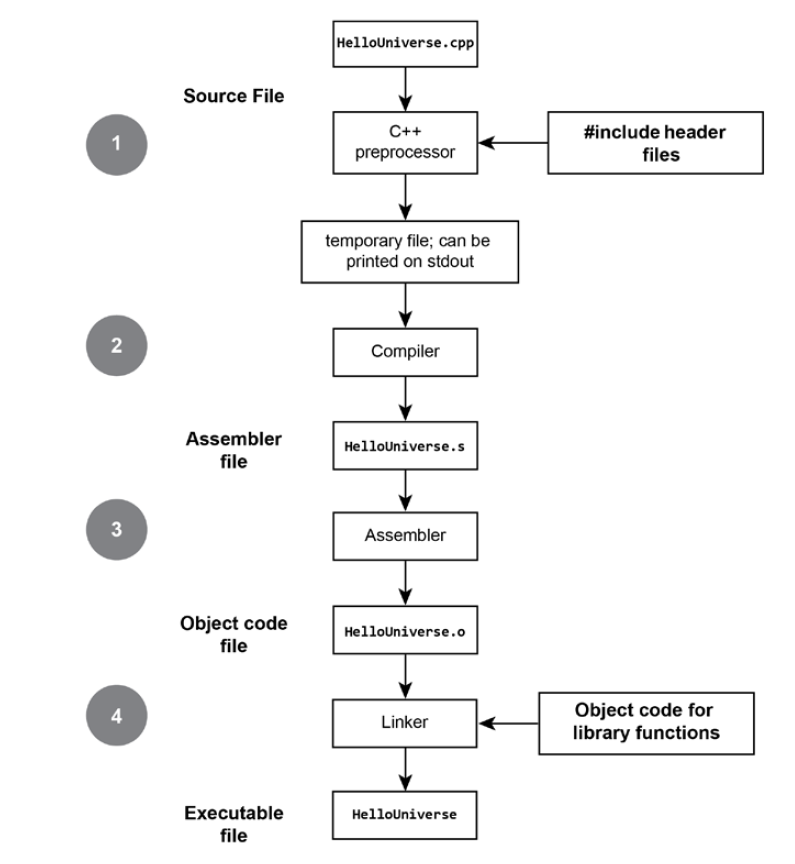 HelloUniverse.cpp
Source File
1
C++
preprocessor
#include header
files
temporary file; can be
printed on stdout
2
Compiler
Assembler
file
HelloUniverse.s
3
Assembler
Object code
file
HelloUniverse.o
4
Linker
Object code for
library functions
Executable
file
HelloUniverse